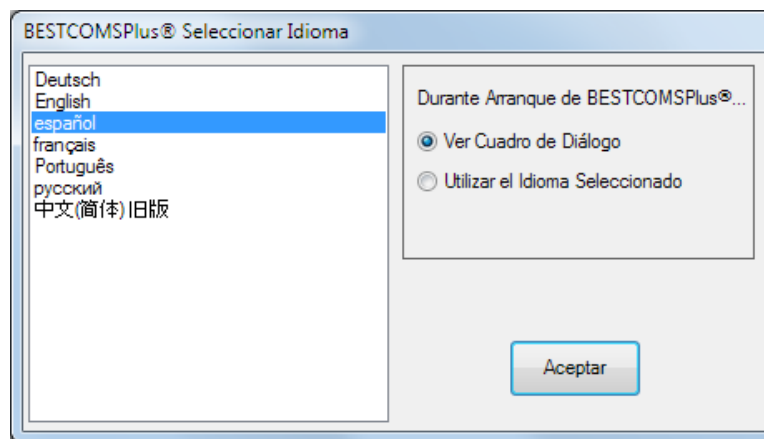 BESTCOMSPlus® Seleccionar Idioma
Deutsch
English
español
français
Português
русский
中文(简体) 旧版
Durante Arranque de BESTCOMSPlus®...
Ver Cuadro de Diálogo
Utilizar el Idioma Seleccionado
Aceptar